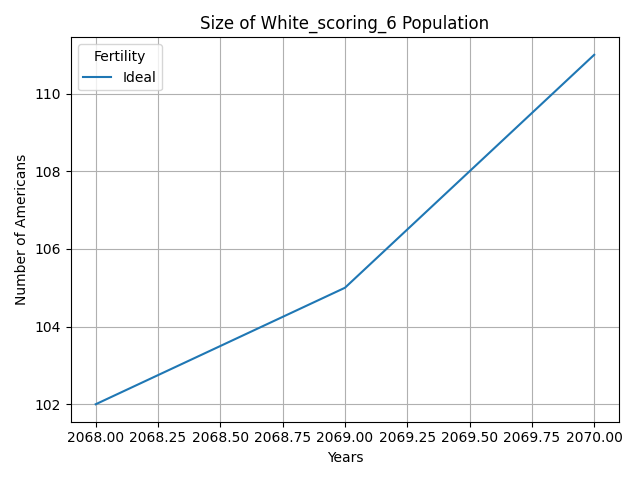 Size of White_scoring_6 Population
Fertility
Ideal
Number of Americans
110
108
106
104
102
2068.00 2068.25 2068.50 2068.75 2069.00 2069.25 2069.50 2069.75 2070.00
Years